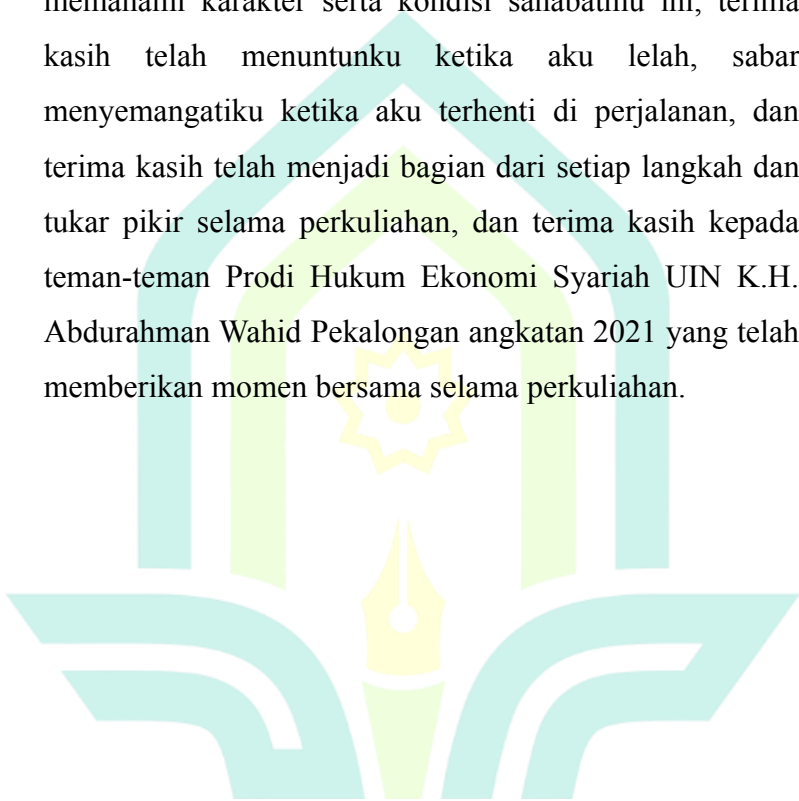 memahami karakter serta kondisi sahabatmu ini, terima
kasih telah menuntunku ketika aku lelah, sabar
menyemangatiku ketika aku terhenti di perjalanan, dan
terima kasih telah menjadi bagian dari setiap langkah dan
tukar pikir selama perkuliahan, dan terima kasih kepada
teman-teman Prodi Hukum Ekonomi Syariah UIN K.H.
Abdurahman Wahid Pekalongan angkatan 2021 yang telah
memberikan momen bersama selama perkuliahan.